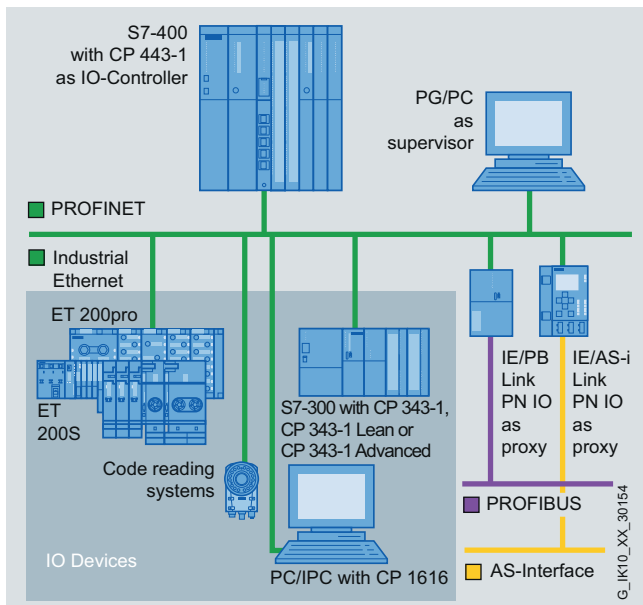 S7-400
with CP 443-1
as IO-Controller
PG/PC
as
supervisor
PROFINET
Industrial
Ethernet
ET 200pro
ET
200S
Code reading
systems
S7-300 with CP 343-1,
CP 343-1 Lean or
CP 343-1 Advanced
PC/IPC with CP 1616
IO Devices
IE/PB
Link
PN IO
as
proxy
IE/AS-i
Link
PN IO
as
proxy
PROFIBUS
AS-Interface
G_IK10_XX_30154